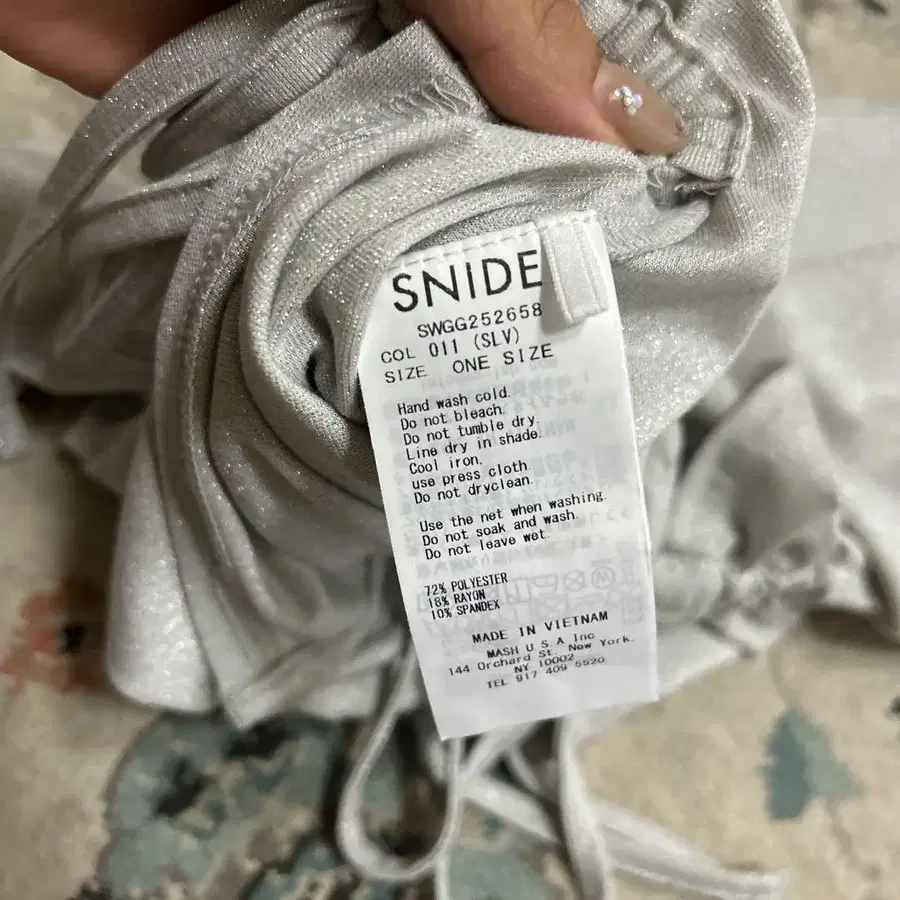 SNIDE
SWGG252658
COL 011 (SLV)
SIZE ONE SIZE
Hand wash cold.
Do not bleach.
Do not tumble dry.
Line dry in shade.
Cool iron.
use press cloth.
Do not dryclean.
Use the net when washing.
Do not soak and wash.
Do not leave wet.
72% POLYESTER
18% RAYON
10% SPANDEX
MADE IN VIETNAM
MASH U S A Inc
144 Orchard St. New York.
NY 10002
TEL 917 409 5520